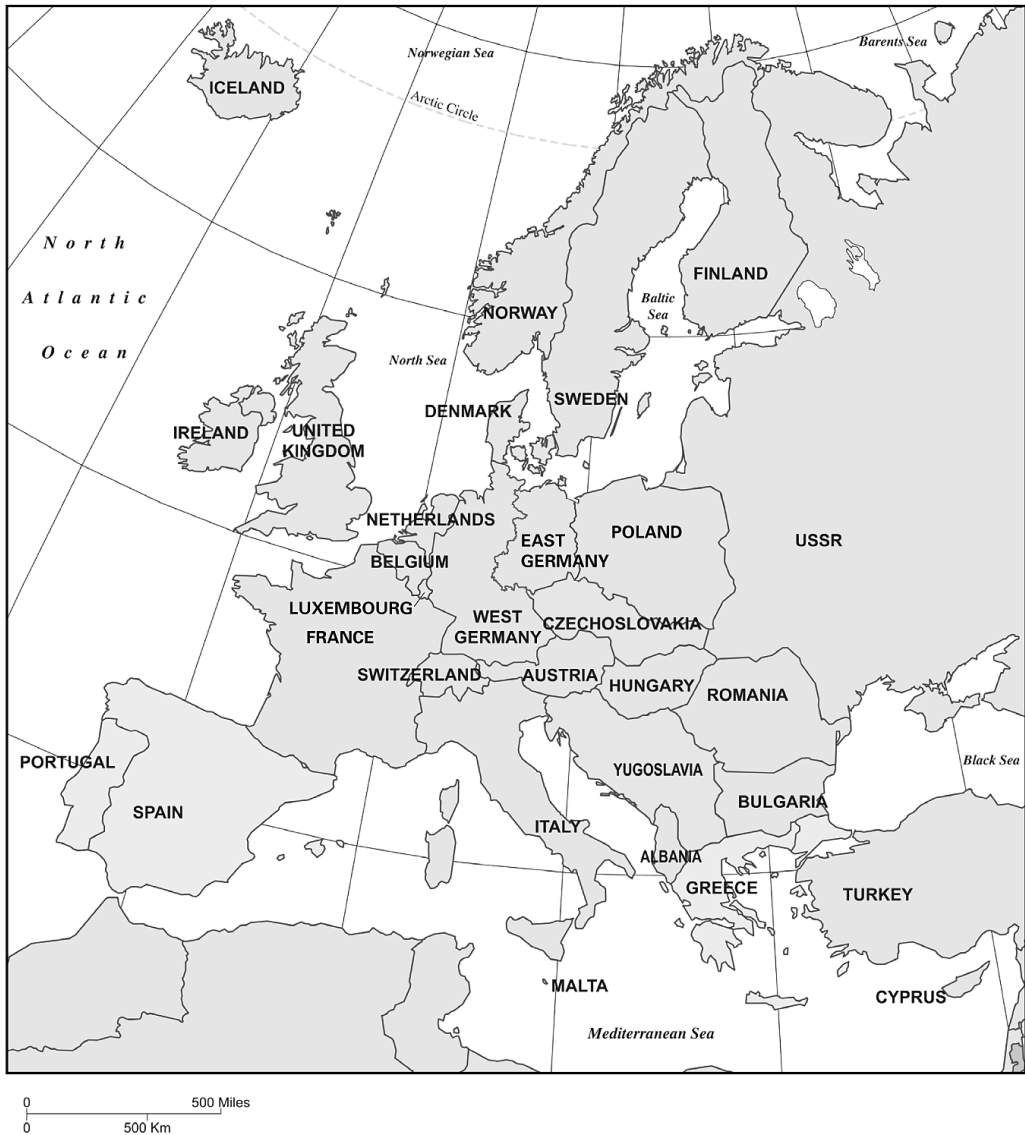 Norwegian Sea
Barents Sea
ICELAND
Arctic Circle
North
Atlantic
Ocean
FINLAND
Baltic
Sea
NORWAY
North Sea
SWEDEN
DENMARK
IRELAND
UNITED
KINGDOM
NETHERLANDS
POLAND
USSR
EAST
GERMANY
BELGIUM
LUXEMBOURG
WEST
GERMANY
CZECHOSLOVAKIA
FRANCE
SWITZERLAND
AUSTRIA
HUNGARY
ROMANIA
PORTUGAL
YUGOSLAVIA
Black Sea
SPAIN
BULGARIA
ITALY
ALBANIA
GREECE
TURKEY
MALTA
CYPRUS
Mediterranean Sea
0 500 Miles
0 500 Km